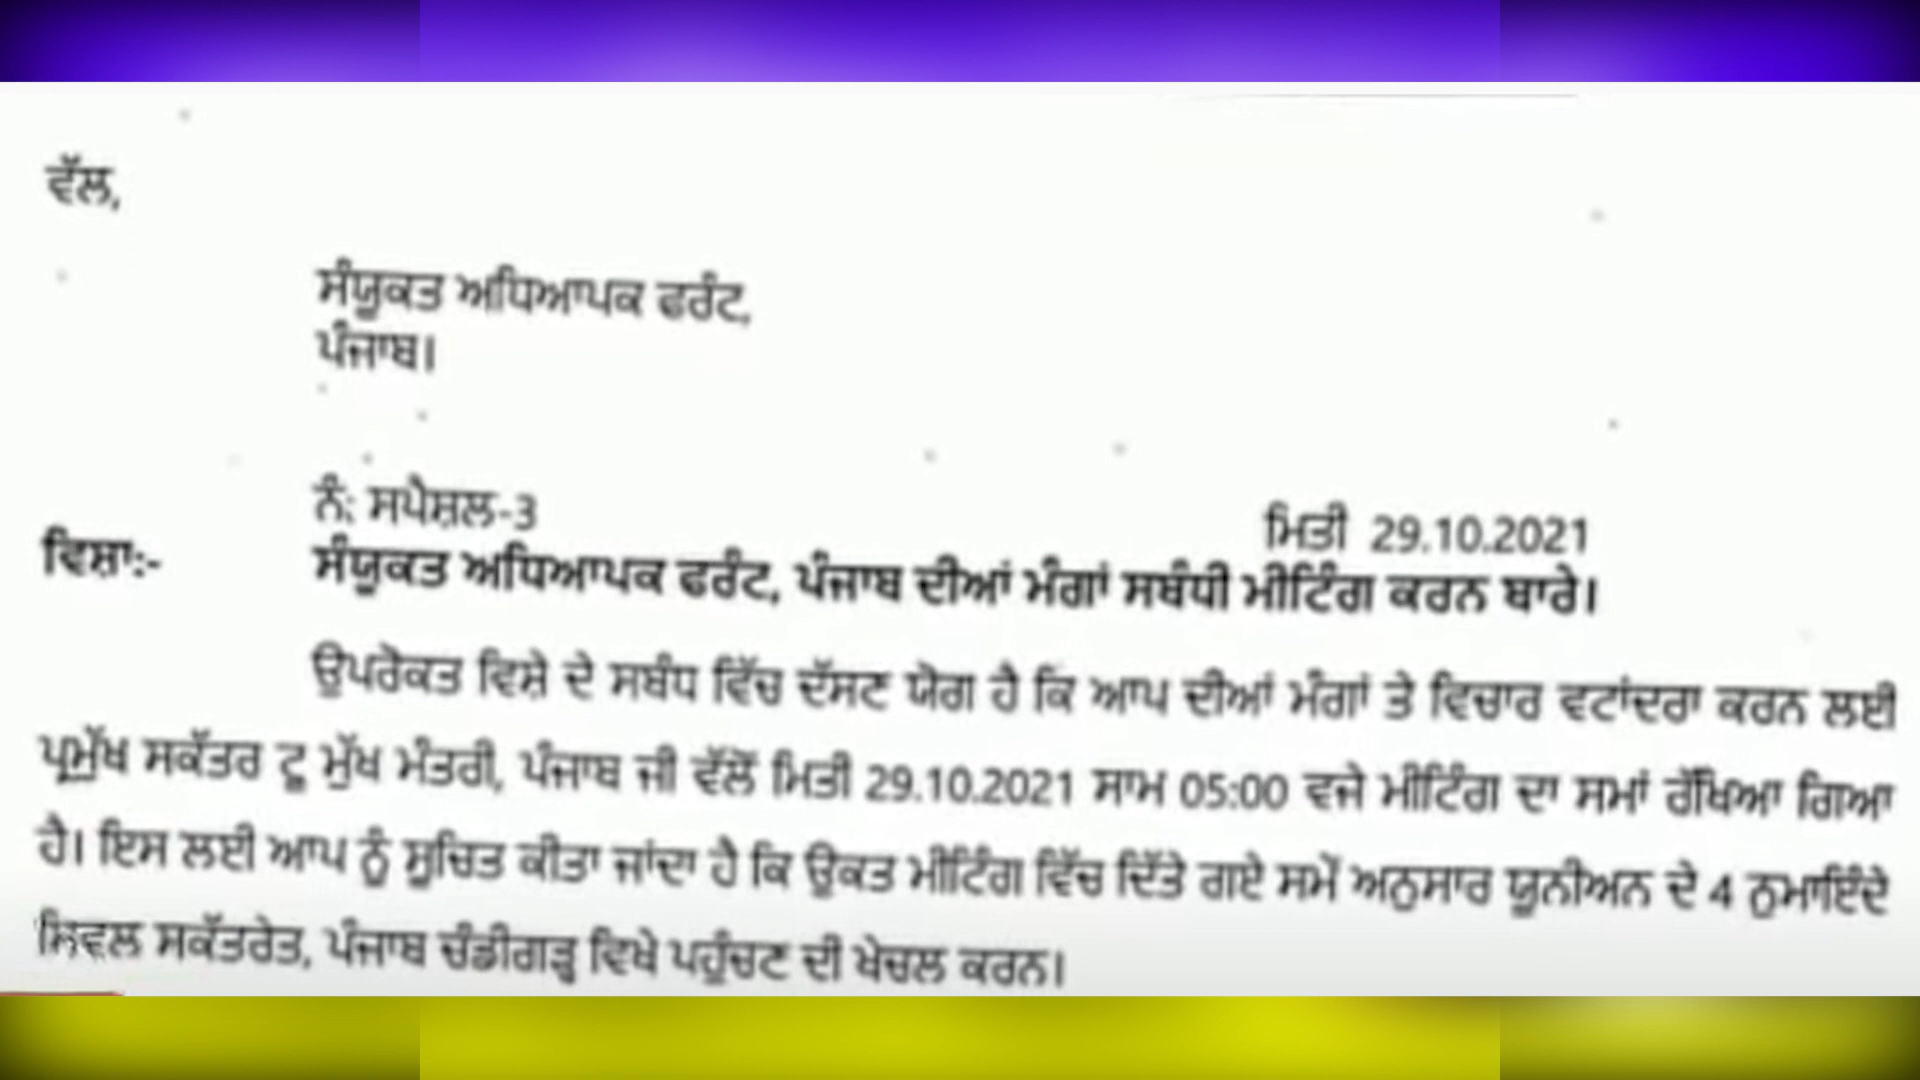 ਵੱਲ,
ਸੰਯੁਕਤ ਅਧਿਆਪਕ ਫਰੰਟ,
ਪੰਜਾਬ।
ਨੰ: ਸਪੈਸ਼ਲ-3
ਮਿਤੀ 29.10.2021
ਵਿਸ਼ਾ:- ਸੰਯੁਕਤ ਅਧਿਆਪਕ ਫਰੰਟ, ਪੰਜਾਬ ਦੀਆਂ ਮੰਗਾਂ ਸਬੰਧੀ ਮੀਟਿੰਗ ਕਰਨ ਬਾਰੇ।
ਉਪਰੋਕਤ ਵਿਸ਼ੇ ਦੇ ਸਬੰਧ ਵਿੱਚ ਦੱਸਣ ਯੋਗ ਹੈ ਕਿ ਆਪ ਦੀਆਂ ਮੰਗਾਂ ਤੇ ਵਿਚਾਰ ਵਟਾਂਦਰਾ ਕਰਨ ਲਈ
ਪ੍ਰਮੁੱਖ ਸਕੱਤਰ ਟੂ ਮੁੱਖ ਮੰਤਰੀ, ਪੰਜਾਬ ਜੀ ਵੱਲੋਂ ਮਿਤੀ 29.10.2021 ਸਾਮ 05:00 ਵਜੇ ਮੀਟਿੰਗ ਦਾ ਸਮਾਂ ਰੱਖਿਆ ਗਿਆ
ਹੈ। ਇਸ ਲਈ ਆਪ ਨੂੰ ਸੂਚਿਤ ਕੀਤਾ ਜਾਂਦਾ ਹੈ ਕਿ ਉਕਤ ਮੀਟਿੰਗ ਵਿੱਚ ਦਿੱਤੇ ਗਏ ਸਮੇਂ ਅਨੁਸਾਰ ਯੂਨੀਅਨ ਦੇ 4 ਨੁਮਾਇੰਦੇ
ਸਿਵਲ ਸਕੱਤਰੇਤ, ਪੰਜਾਬ ਚੰਡੀਗੜ੍ਹ ਵਿਖੇ ਪਹੁੰਚਣ ਦੀ ਖੇਚਲ ਕਰਨ।